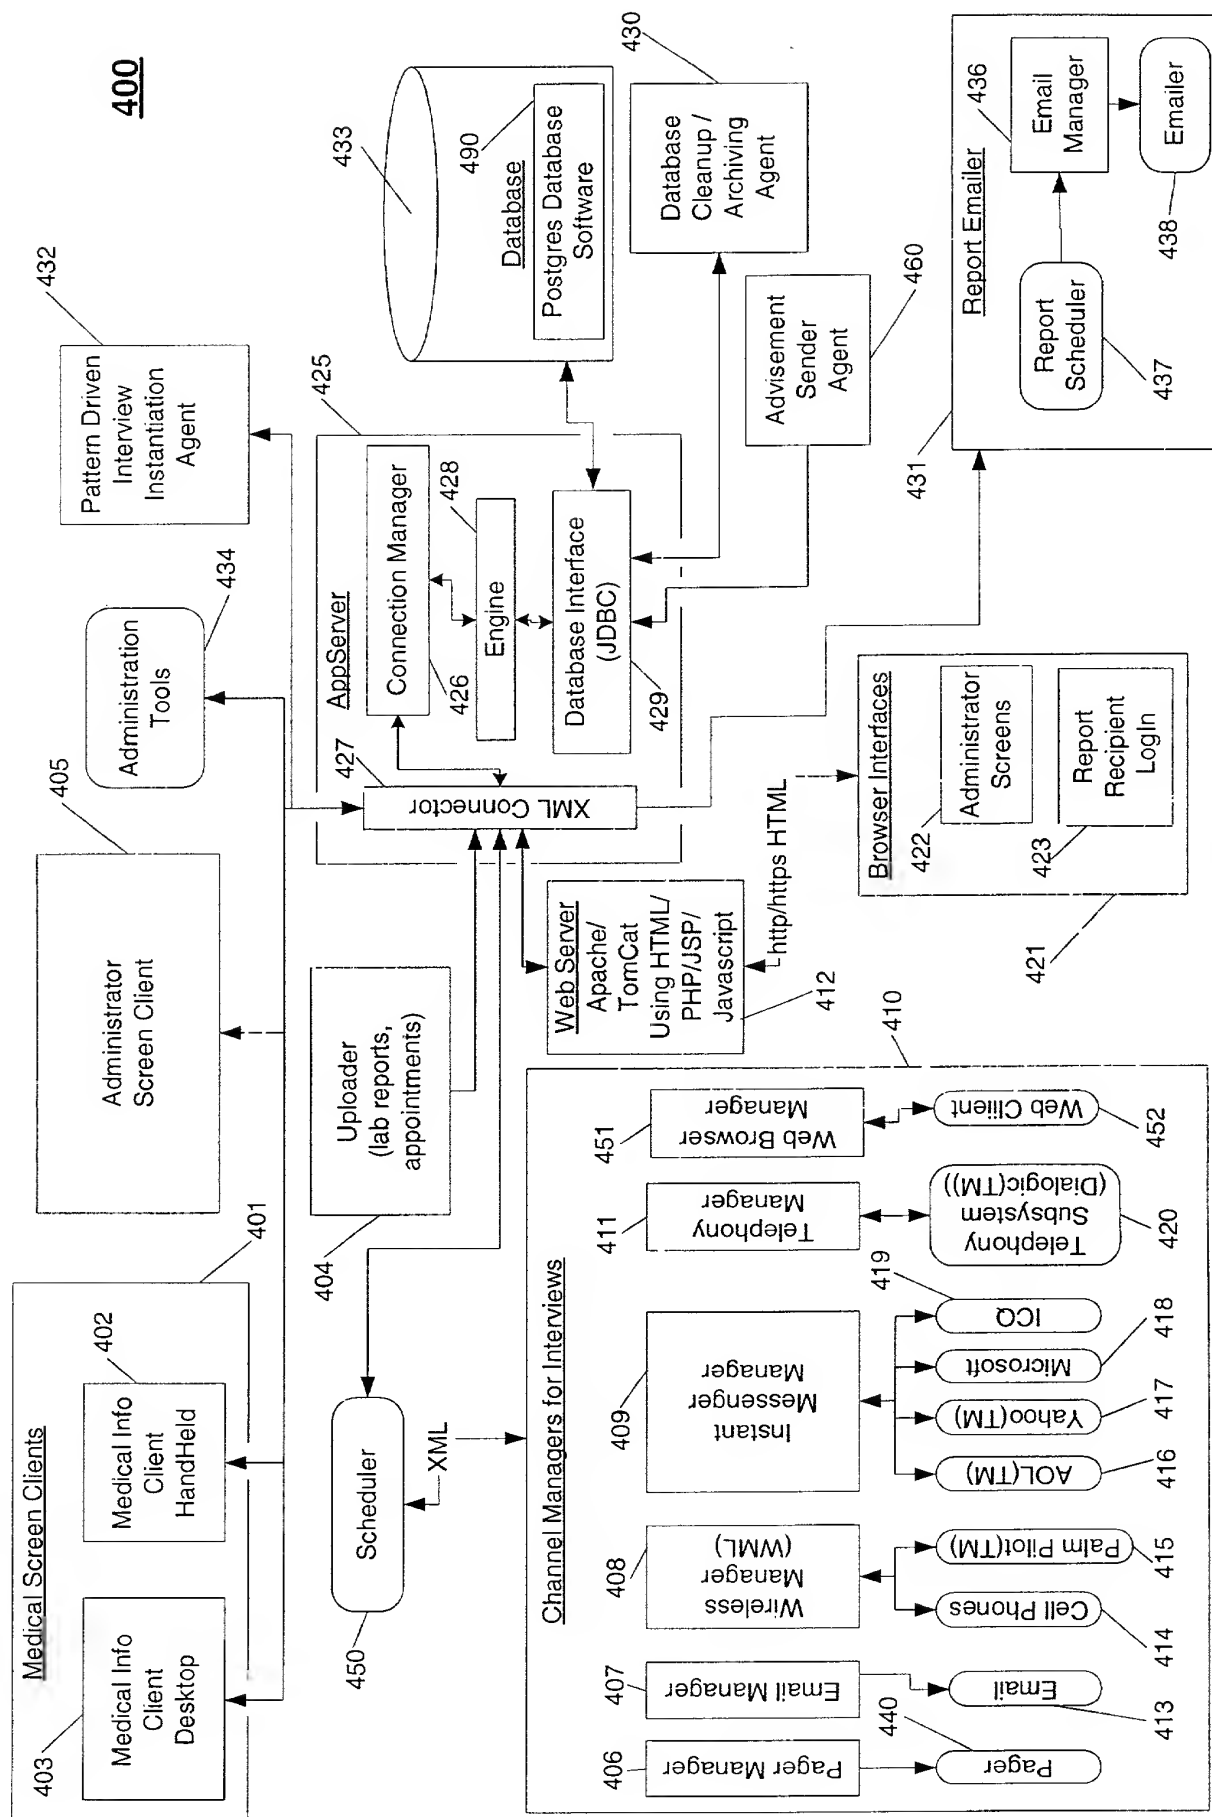 400
Medical Screen Clients
403
Medical Info
Client
Desktop
402
Medical Info
Client
HandHeld
401
405
Administrator
Screen Client
Administration
Tools
434
Pattern Driven
Interview
Instantiation
Agent
432
450
Scheduler
XML
404
Uploader
(lab reports,
appointments)
AppServer
425
427
XML Connector
Connection Manager
426
Engine
428
Database Interface
(JDBC)
429
433
Database
490
Postgres Database
Software
430
Database
Cleanup /
Archiving
Agent
Advisement
Sender
Agent
460
Web Server
Apache/
TomCat
Using HTML/
PHP/JSP/
Javascript
412
http/https HTML
Browser Interfaces
422
Administrator
Screens
423
Report
Recipient
LogIn
421
431
Report Emailer
436
Email
Manager
Report
Scheduler
437
Emailer
438
410
Channel Managers for Interviews
406
Pager Manager
440
Pager
407
Email Manager
Email
413
408
Wireless
Manager
(WML)
Cell Phones
414
Palm Pilot(TM)
415
409
Instant
Messenger
Manager
AOL(TM)
416
Yahoo(TM)
417
Microsoft
418
ICQ
419
411
Telephony
Manager
Telephony
Subsystem
(Dialogic(TM))
420
451
Web Browser
Manager
Web Cliient
452